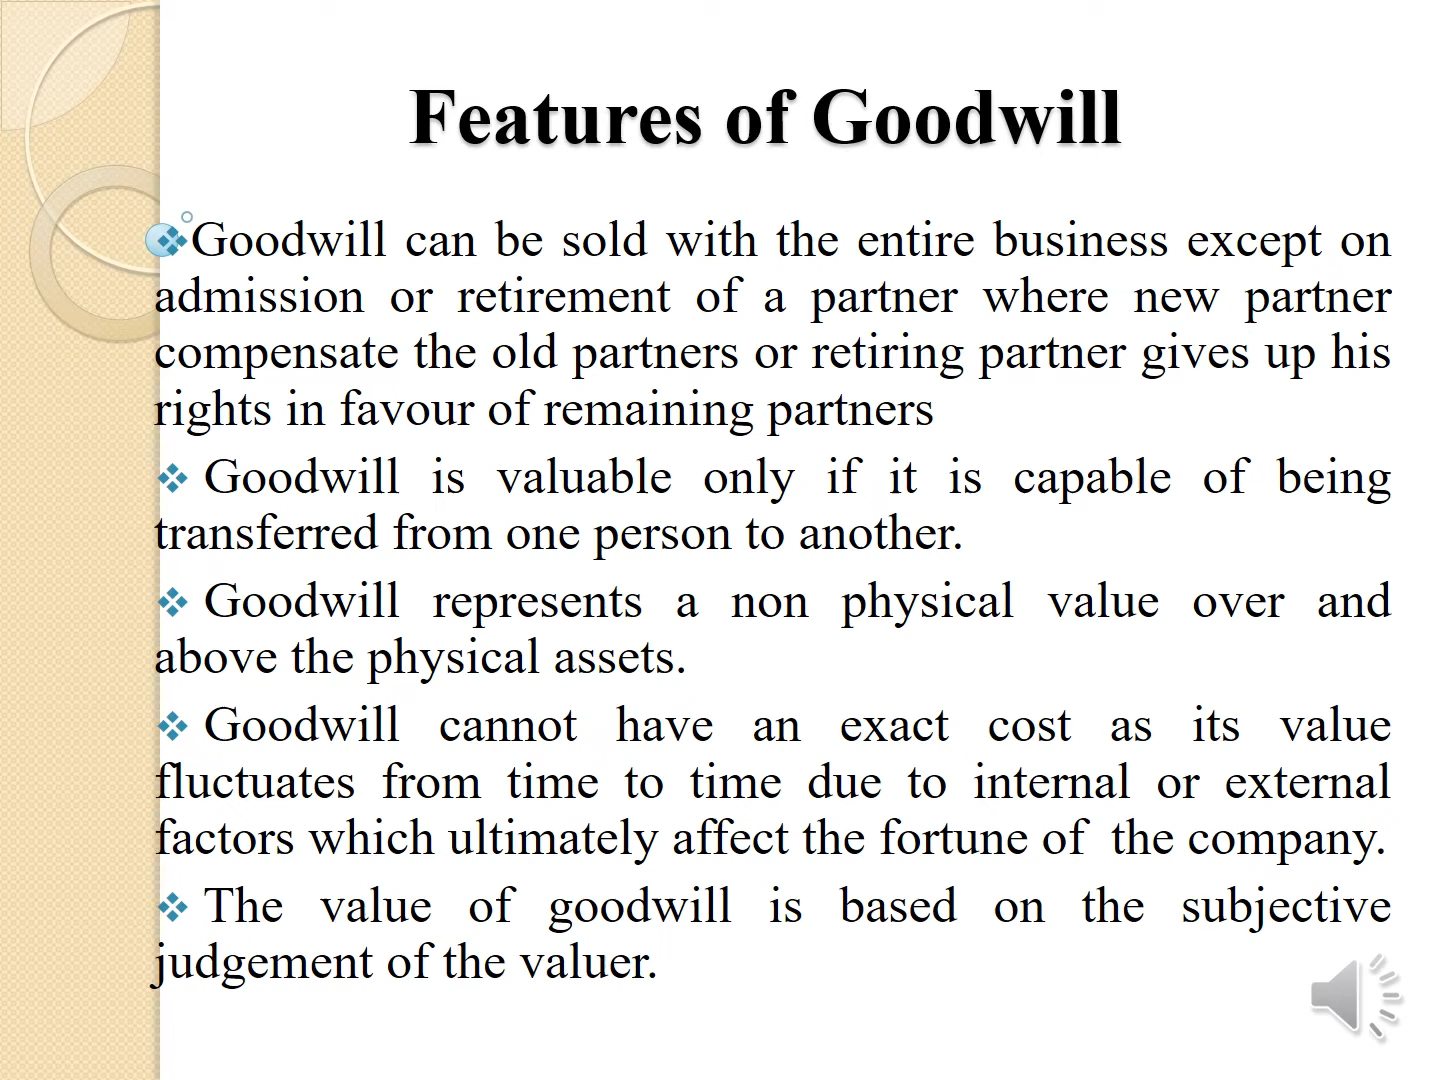 Features of Goodwill
Goodwill can be sold with the entire business except on
admission or retirement of a partner where new partner
compensate the old partners or retiring partner gives up his
rights in favour of remaining partners
Goodwill is valuable only if it is capable of being
transferred from one person to another.
Goodwill represents a non physical value over and
above the physical assets.
Goodwill cannot have an exact cost as its value
fluctuates from time to time due to internal or external
factors which ultimately affect the fortune of the company.
The value of goodwill is based on the subjective
judgement of the valuer.